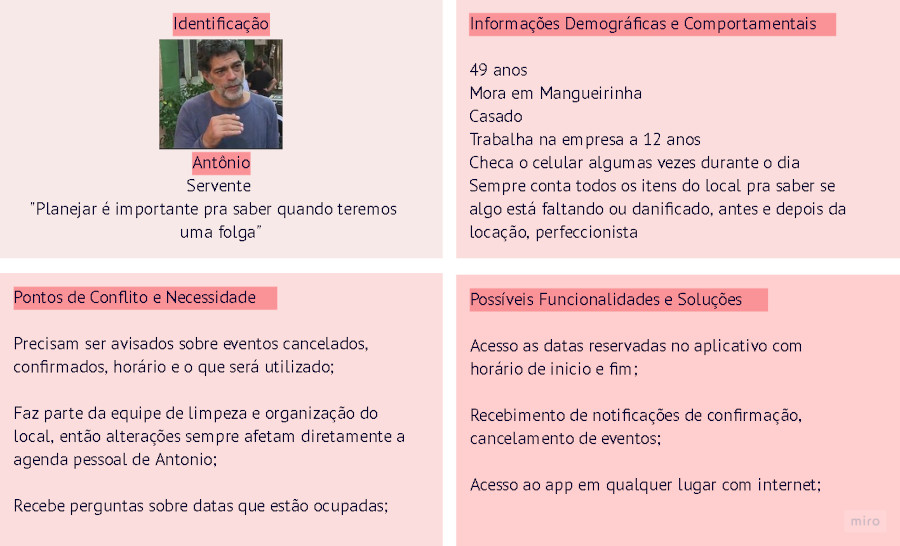 Identificação
Antônio
Servente
"Planejar é importante pra saber quando teremos
uma folga"
Informações Demográficas e Comportamentais
49 anos
Mora em Mangueirinha
Casado
Trabalha na empresa a 12 anos
Checa o celular algumas vezes durante o dia
Sempre conta todos os itens do local pra saber se
algo está faltando ou danificado, antes e depois da
locação, perfeccionista
Pontos de Conflito e Necessidade
Precisam ser avisados sobre eventos cancelados,
confirmados, horário e o que será utilizado;
Faz parte da equipe de limpeza e organização do
local, então alterações sempre afetam diretamente a
agenda pessoal de Antonio;
Recebe perguntas sobre datas que estão ocupadas;
Possíveis Funcionalidades e Soluções
Acesso as datas reservadas no aplicativo com
horário de inicio e fim;
Recebimento de notificações de confirmação,
cancelamento de eventos;
Acesso ao app em qualquer lugar com internet;
miro